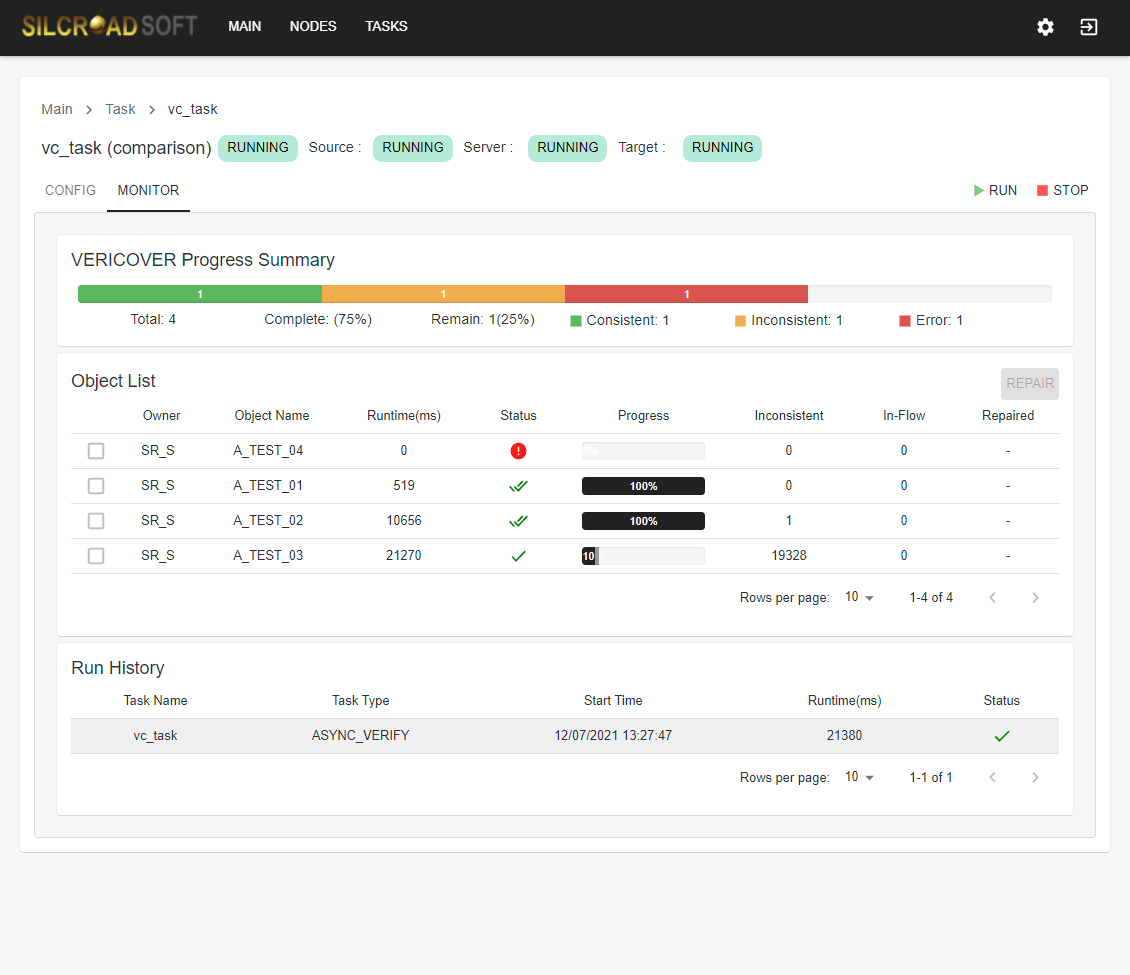 SILCROADSOFT MAIN NODES TASKS
Main > Task > vc_task
vc_task (comparison) RUNNING Source : RUNNING Server : RUNNING Target : RUNNING
CONFIG MONITOR RUN STOP
VERICOVER Progress Summary
1 1 1
Total: 4 Complete: (75%) Remain: 1(25%) Consistent: 1 Inconsistent: 1 Error: 1
Object List REPAIR
Owner Object Name Runtime(ms) Status Progress Inconsistent In-Flow Repaired
SR_S A_TEST_04 0 0% 0 0 -
SR_S A_TEST_01 519 100% 0 0 -
SR_S A_TEST_02 10656 100% 1 0 -
SR_S A_TEST_03 21270 10 19328 0 -
Rows per page: 10 1-4 of 4
Run History
Task Name Task Type Start Time Runtime(ms) Status
vc_task ASYNC_VERIFY 12/07/2021 13:27:47 21380
Rows per page: 10 1-1 of 1